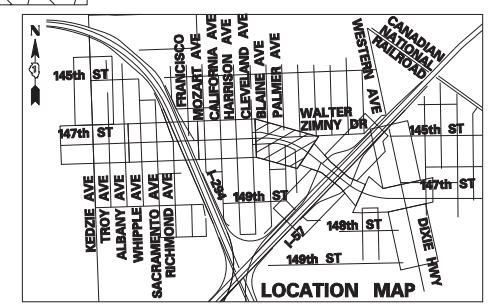 N
145th ST
147th ST
FRANCISCO
MOZART AVE
CALIFORNIA AVE
HARRISON AVE
CLEVELAND AVE
BLAINE AVE
PALMER AVE
WESTERN AVE
CANADIAN
NATIONAL
RAILROAD
WALTER
ZIMNY DR
145th ST
147th ST
KEDZIE AVE
TROY AVE
ALBANY AVE
WHIPPLE AVE
SACRAMENTO AVE
RICHMOND AVE
I-294
149th ST
I-57
149th ST
149th ST
DIXIE HWY
LOCATION MAP